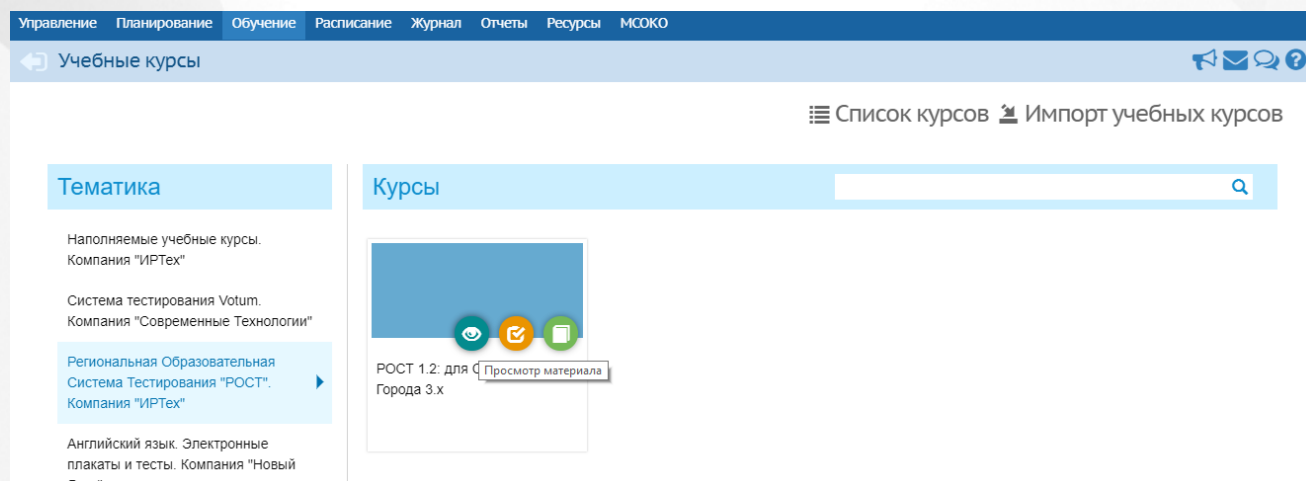 Управление Планирование Обучение Расписание Журнал Отчеты Ресурсы МСОКО
Учебные курсы
Список курсов Импорт учебных курсов
Тематика
Курсы
Наполняемые учебные курсы.
Компания "ИРТех"
Система тестирования Votum.
Компания "Современные Технологии"
Региональная Образовательная
Система Тестирования "РОСТ".
Компания "ИРТех"
Английский язык. Электронные
плакаты и тесты. Компания "Новый
РОСТ 1.2: для
Просмотр материала
Города 3.х